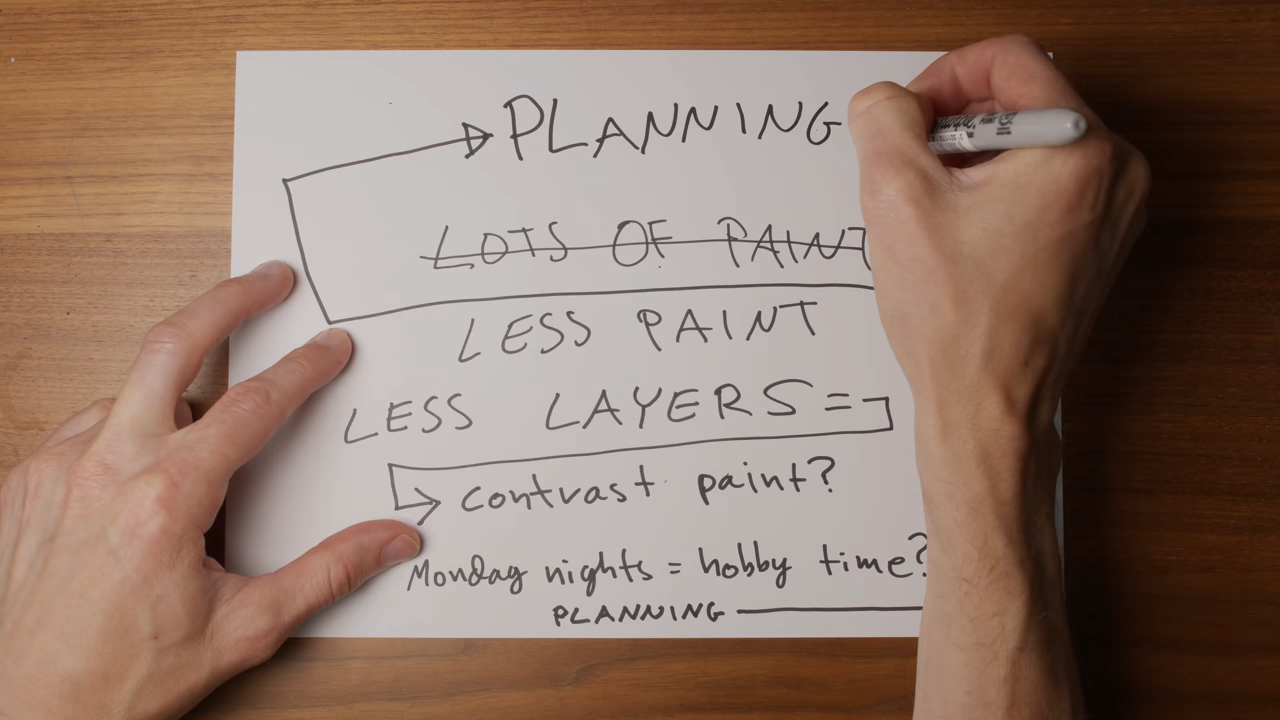 PLANNING
LOTS OF PAINT
LESS PAINT
LESS LAYERS =
contrast paint?
Monday nights = hobby time?
PLANNING